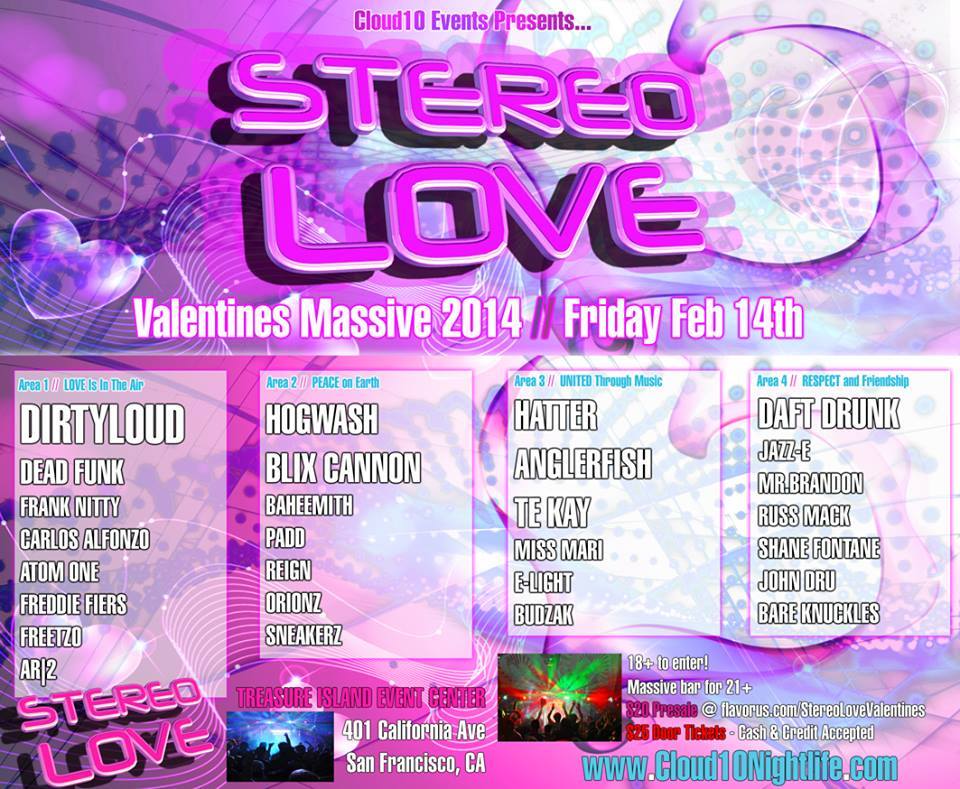 Cloud10 Events Presents...
STEREO
LOVE
Valentines Massive 2014 // Friday Feb 14th
Area 1 // LOVE Is In The Air
DIRTYLOUD
DEAD FUNK
FRANK NITTY
CARLOS ALFONZO
ATOM ONE
FREDDIE FIERS
FREETZO
AR|2
Area 2 // PEACE on Earth
HOGWASH
BLIX CANNON
BAHEEMITH
PADD
REIGN
ORIONZ
SNEAKERZ
Area 3 // UNITED Through Music
HATTER
ANGLERFISH
TE KAY
MISS MARI
E-LIGHT
BUDZAK
Area 4 // RESPECT and Friendship
DAFT DRUNK
JAZZ-E
MR.BRANDON
RUSS MACK
SHANE FONTANE
JOHN DRU
BARE KNUCKLES
STEREO
LOVE
TREASURE ISLAND EVENT CENTER
401 California Ave
San Francisco, CA
18+ to enter!
Massive bar for 21+
$20 Presale @ flavorus.com/StereoLoveValentines
$25 Door Tickets - Cash & Credit Accepted
www.Cloud10Nightlife.com